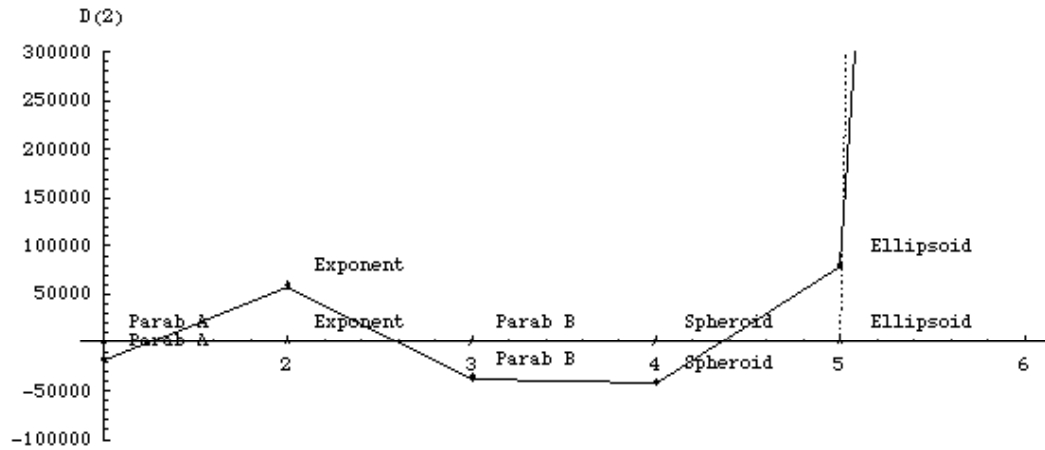 D(2)
300000
250000
200000
150000
100000
Ellipsoid
Exponent
50000
Parab A
Exponent
Parab B
Spheroid
Ellipsoid
Parab A
2
3
Parab B
4
Spheroid
5
6
-50000
-100000